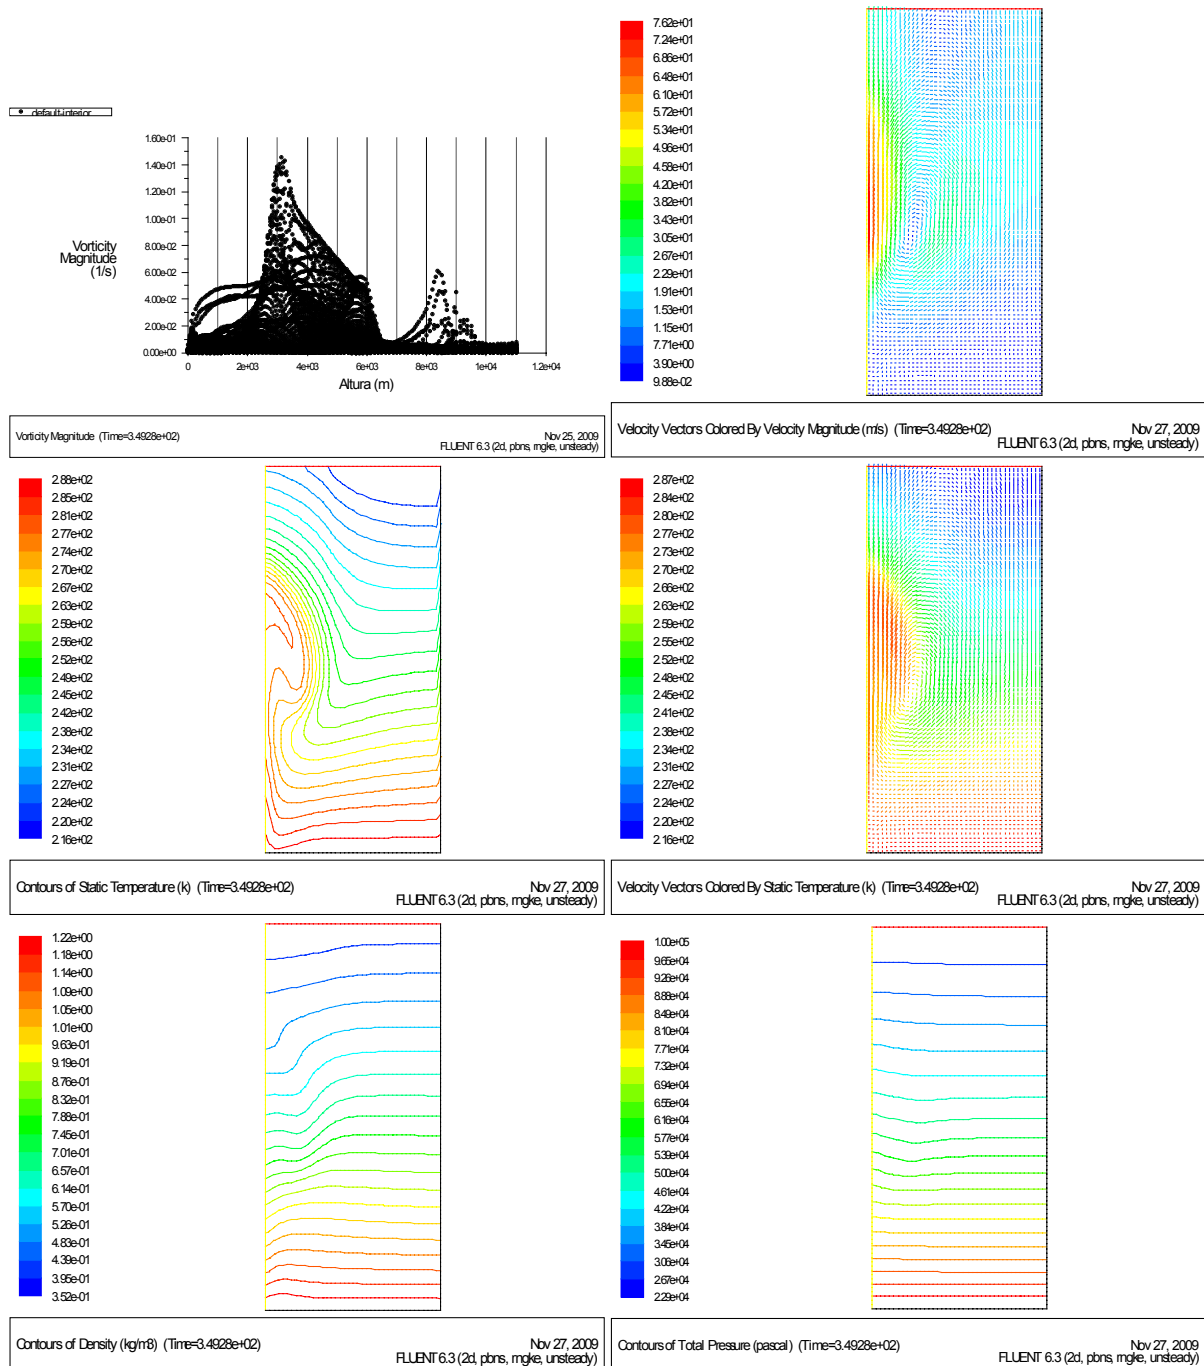 default-interior
1.60e-01
1.40e-01
1.20e-01
1.00e-01
8.00e-02
6.00e-02
4.00e-02
2.00e-02
0.00e+00
Vorticity
Magnitude
(1/s)
0
2e+03
4e+03
6e+03
8e+03
1e+04
1.2e+04
Altura (m)
Vorticity Magnitude (Time=3.4928e+02)
Nov 25, 2009
FLUENT 6.3 (2d, pbns, rngke, unsteady)
7.62e+01
7.24e+01
6.86e+01
6.48e+01
6.10e+01
5.72e+01
5.34e+01
4.96e+01
4.58e+01
4.20e+01
3.82e+01
3.43e+01
3.05e+01
2.67e+01
2.29e+01
1.91e+01
1.53e+01
1.15e+01
7.71e+00
3.90e+00
9.88e-02
Velocity Vectors Colored By Velocity Magnitude (m/s) (Time=3.4928e+02)
Nov 27, 2009
FLUENT 6.3 (2d, pbns, rngke, unsteady)
2.88e+02
2.85e+02
2.81e+02
2.77e+02
2.74e+02
2.70e+02
2.67e+02
2.63e+02
2.59e+02
2.56e+02
2.52e+02
2.49e+02
2.45e+02
2.42e+02
2.38e+02
2.34e+02
2.31e+02
2.27e+02
2.24e+02
2.20e+02
2.16e+02
Contours of Static Temperature (k) (Time=3.4928e+02)
Nov 27, 2009
FLUENT 6.3 (2d, pbns, rngke, unsteady)
2.87e+02
2.84e+02
2.80e+02
2.77e+02
2.73e+02
2.70e+02
2.66e+02
2.63e+02
2.59e+02
2.55e+02
2.52e+02
2.48e+02
2.45e+02
2.41e+02
2.38e+02
2.34e+02
2.31e+02
2.27e+02
2.23e+02
2.20e+02
2.16e+02
Velocity Vectors Colored By Static Temperature (k) (Time=3.4928e+02)
Nov 27, 2009
FLUENT 6.3 (2d, pbns, rngke, unsteady)
1.22e+00
1.18e+00
1.14e+00
1.09e+00
1.05e+00
1.01e+00
9.63e-01
9.19e-01
8.76e-01
8.32e-01
7.88e-01
7.45e-01
7.01e-01
6.57e-01
6.14e-01
5.70e-01
5.26e-01
4.83e-01
4.39e-01
3.95e-01
3.52e-01
Contours of Density (kg/m3) (Time=3.4928e+02)
Nov 27, 2009
FLUENT 6.3 (2d, pbns, rngke, unsteady)
1.00e+05
9.65e+04
9.26e+04
8.88e+04
8.49e+04
8.10e+04
7.71e+04
7.32e+04
6.94e+04
6.55e+04
6.16e+04
5.77e+04
5.39e+04
5.00e+04
4.61e+04
4.22e+04
3.84e+04
3.45e+04
3.06e+04
2.67e+04
2.29e+04
Contours of Total Pressure (pascal) (Time=3.4928e+02)
Nov 27, 2009
FLUENT 6.3 (2d, pbns, rngke, unsteady)